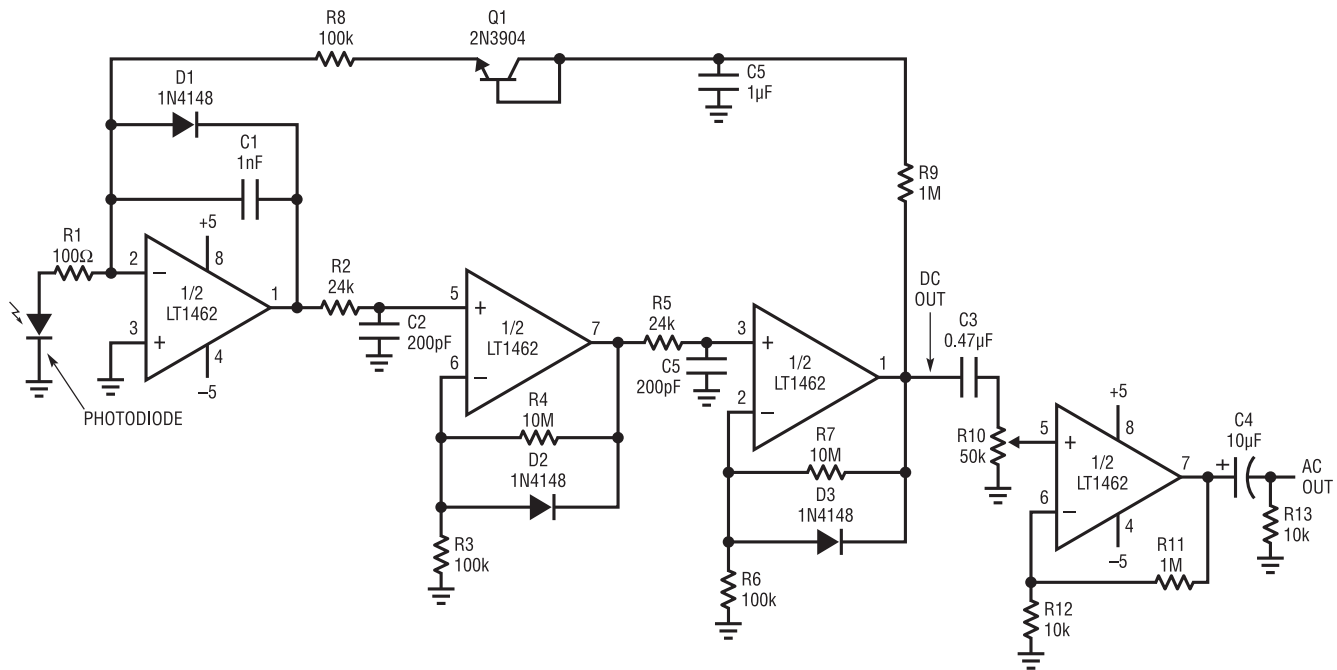 R8
100k
Q1
2N3904
C5
1µF
D1
1N4148
C1
1nF
R9
1M
R1
100Ω
+5
8
2
–
1/2
LT1462
1
3
+
4
–5
PHOTODIODE
R2
24k
C2
200pF
5
+
1/2
LT1462
7
6
–
R4
10M
D2
1N4148
R3
100k
R5
24k
C5
200pF
3
+
1/2
LT1462
1
2
–
R7
10M
D3
1N4148
R6
100k
DC
OUT
C3
0.47µF
R10
50k
+5
8
5
+
1/2
LT1462
7
6
–
4
–5
R11
1M
R12
10k
+
C4
10µF
AC
OUT
R13
10k